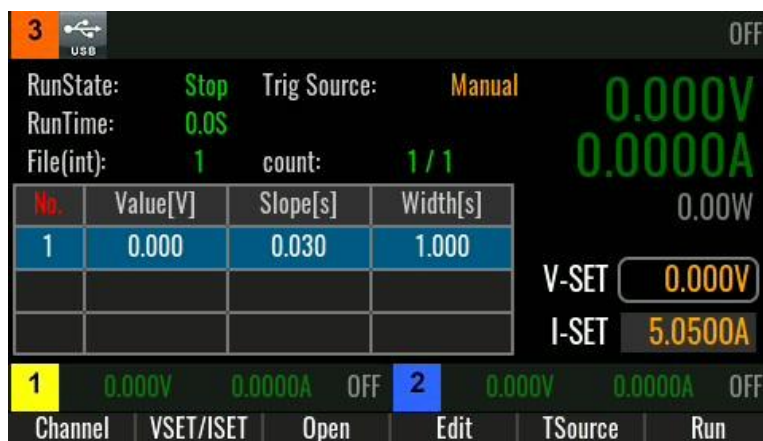 3 USB OFF
RunState: Stop Trig Source: Manual 0.000V
RunTime: 0.0S
File(int): 1 count: 1 / 1 0.0000A
No. Value[V] Slope[s] Width[s] 0.00W
1 0.000 0.030 1.000
V-SET 0.000V
I-SET 5.0500A
1 0.000V 0.0000A OFF 2 0.000V 0.0000A OFF
Channel VSET/ISET Open Edit TSource Run